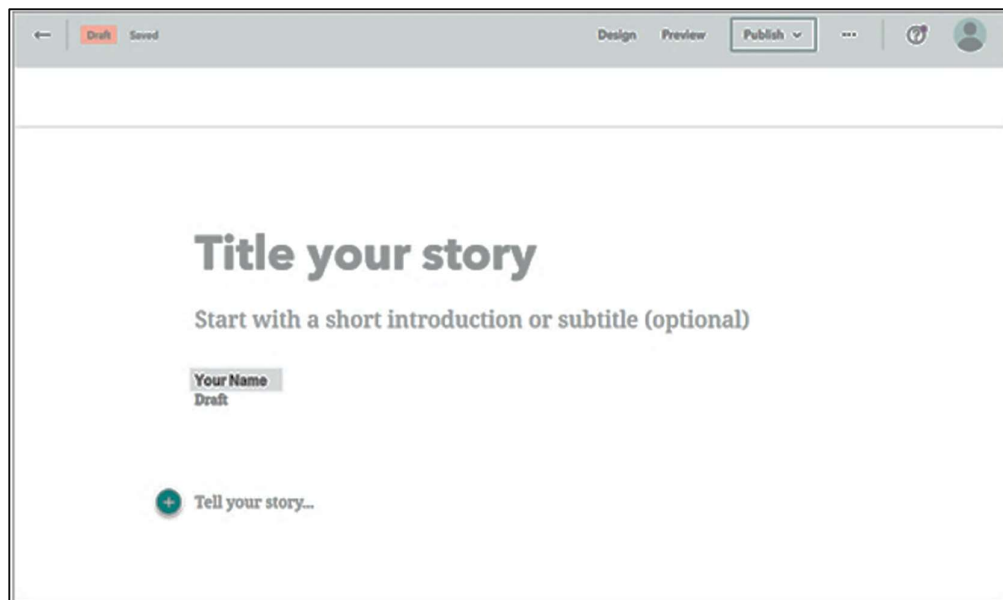 Draft Saved Design Preview Publish
Title your story
Start with a short introduction or subtitle (optional)
Your Name
Draft
Tell your story...